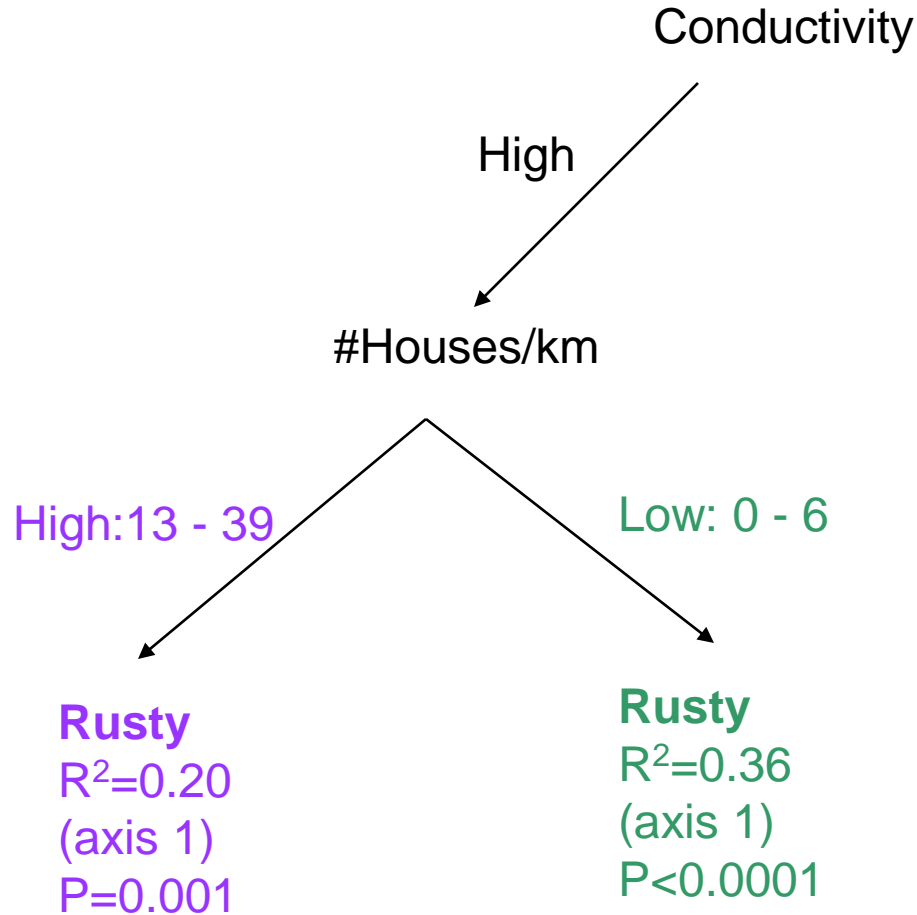 Conductivity
High
#Houses/km
High:13 - 39
Low: 0 - 6
Rusty
R²=0.20
(axis 1)
P=0.001
Rusty
R²=0.36
(axis 1)
P<0.0001